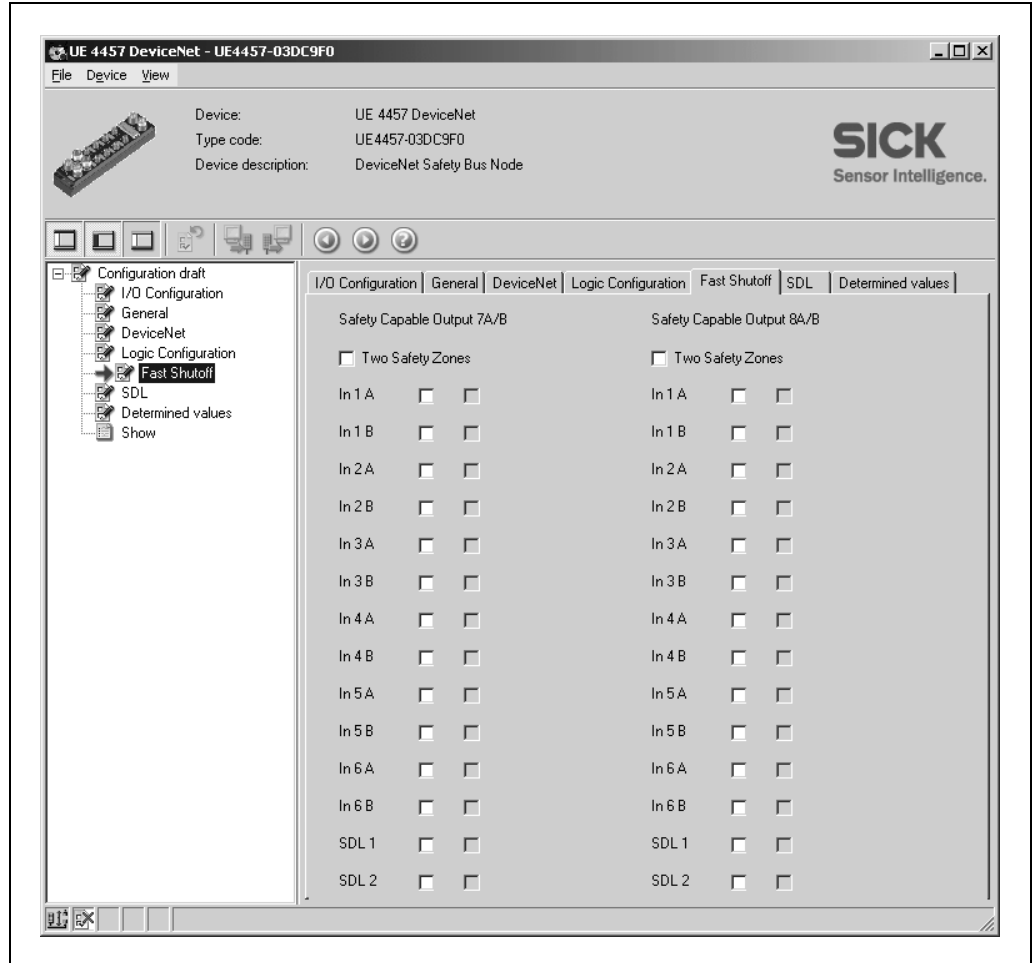 UE 4457 DeviceNet - UE4457-03DC9F0
File Device View
Device: UE 4457 DeviceNet
Type code: UE4457-03DC9F0
Device description: DeviceNet Safety Bus Node
SICK
Sensor Intelligence.
Configuration draft
I/O Configuration
General
DeviceNet
Logic Configuration
Fast Shutoff
SDL
Determined values
Show
I/O Configuration General DeviceNet Logic Configuration Fast Shutoff SDL Determined values
Safety Capable Output 7A/B Safety Capable Output 8A/B
Two Safety Zones Two Safety Zones
In 1 A In 1 A
In 1 B In 1 B
In 2 A In 2 A
In 2 B In 2 B
In 3 A In 3 A
In 3 B In 3 B
In 4 A In 4 A
In 4 B In 4 B
In 5 A In 5 A
In 5 B In 5 B
In 6 A In 6 A
In 6 B In 6 B
SDL 1 SDL 1
SDL 2 SDL 2